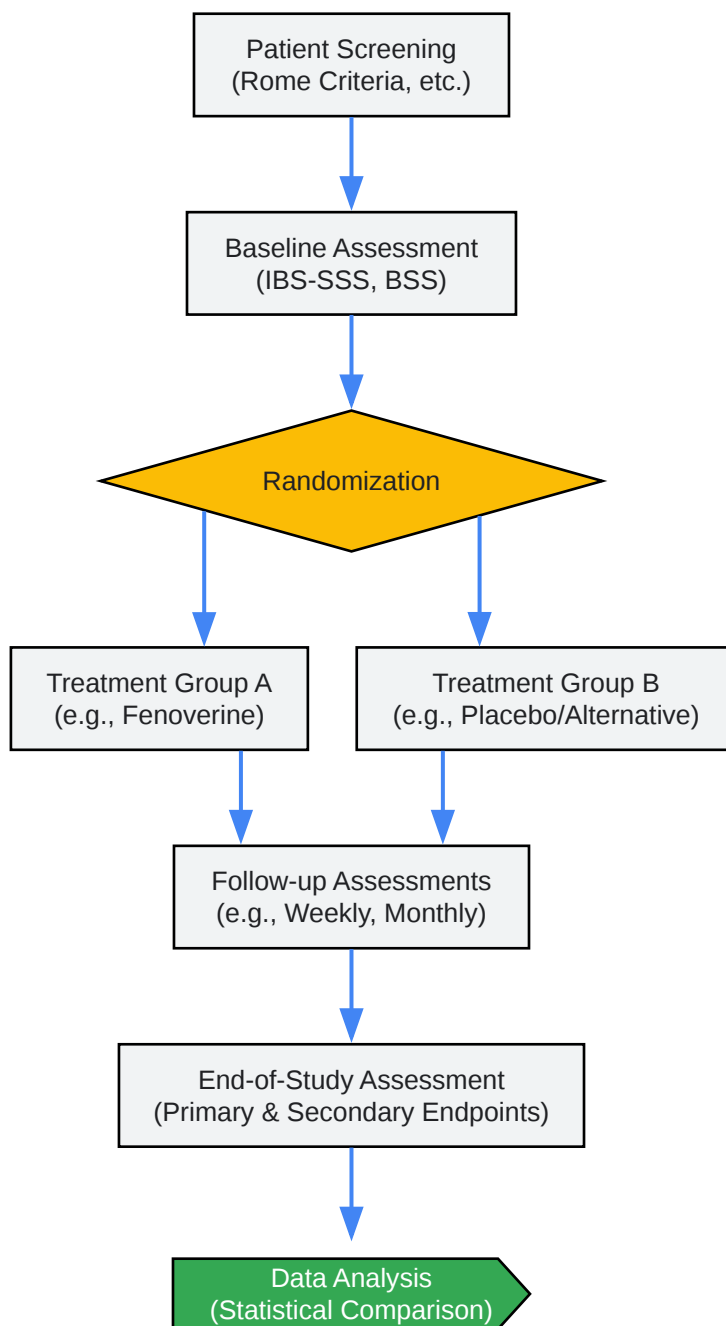 Patient Screening
(Rome Criteria, etc.)
Baseline Assessment
(IBS-SSS, BSS)
Randomization
Treatment Group A
(e.g., Fenoverine)
Treatment Group B
(e.g., Placebo/Alternative)
Follow-up Assessments
(e.g., Weekly, Monthly)
End-of-Study Assessment
(Primary & Secondary Endpoints)
Data Analysis
(Statistical Comparison)